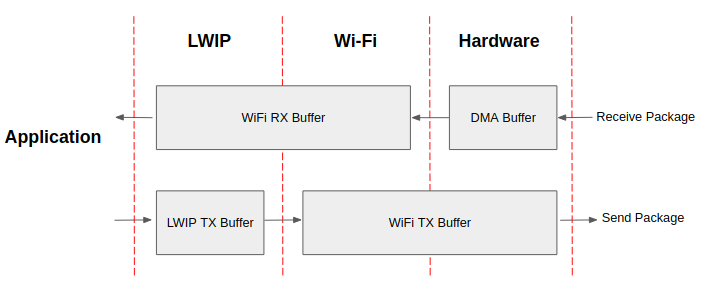 LWIP
Wi-Fi
Hardware
WiFi RX Buffer
DMA Buffer
Receive Package
Application
LWIP TX Buffer
WiFi TX Buffer
Send Package